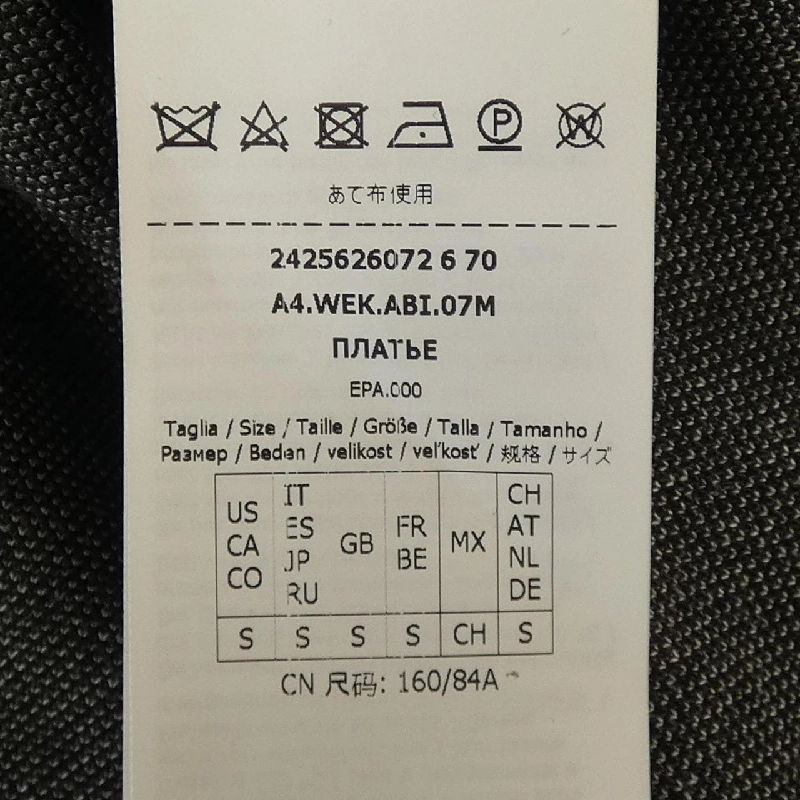 P W
あて布使用
2425626072 6 70
A4.WEK.ABI.07M
ПЛАТЬЕ
EPA.000
Taglia / Size / Taille / Größe / Talla / Tamanho /
Размер / Beden / velikost / veľkosť / 规格 / サイズ
US CA CO | IT ES JP RU | GB | FR BE | MX | CH AT NL DE
S | S | S | S | CH | S
CN 尺码: 160/84A